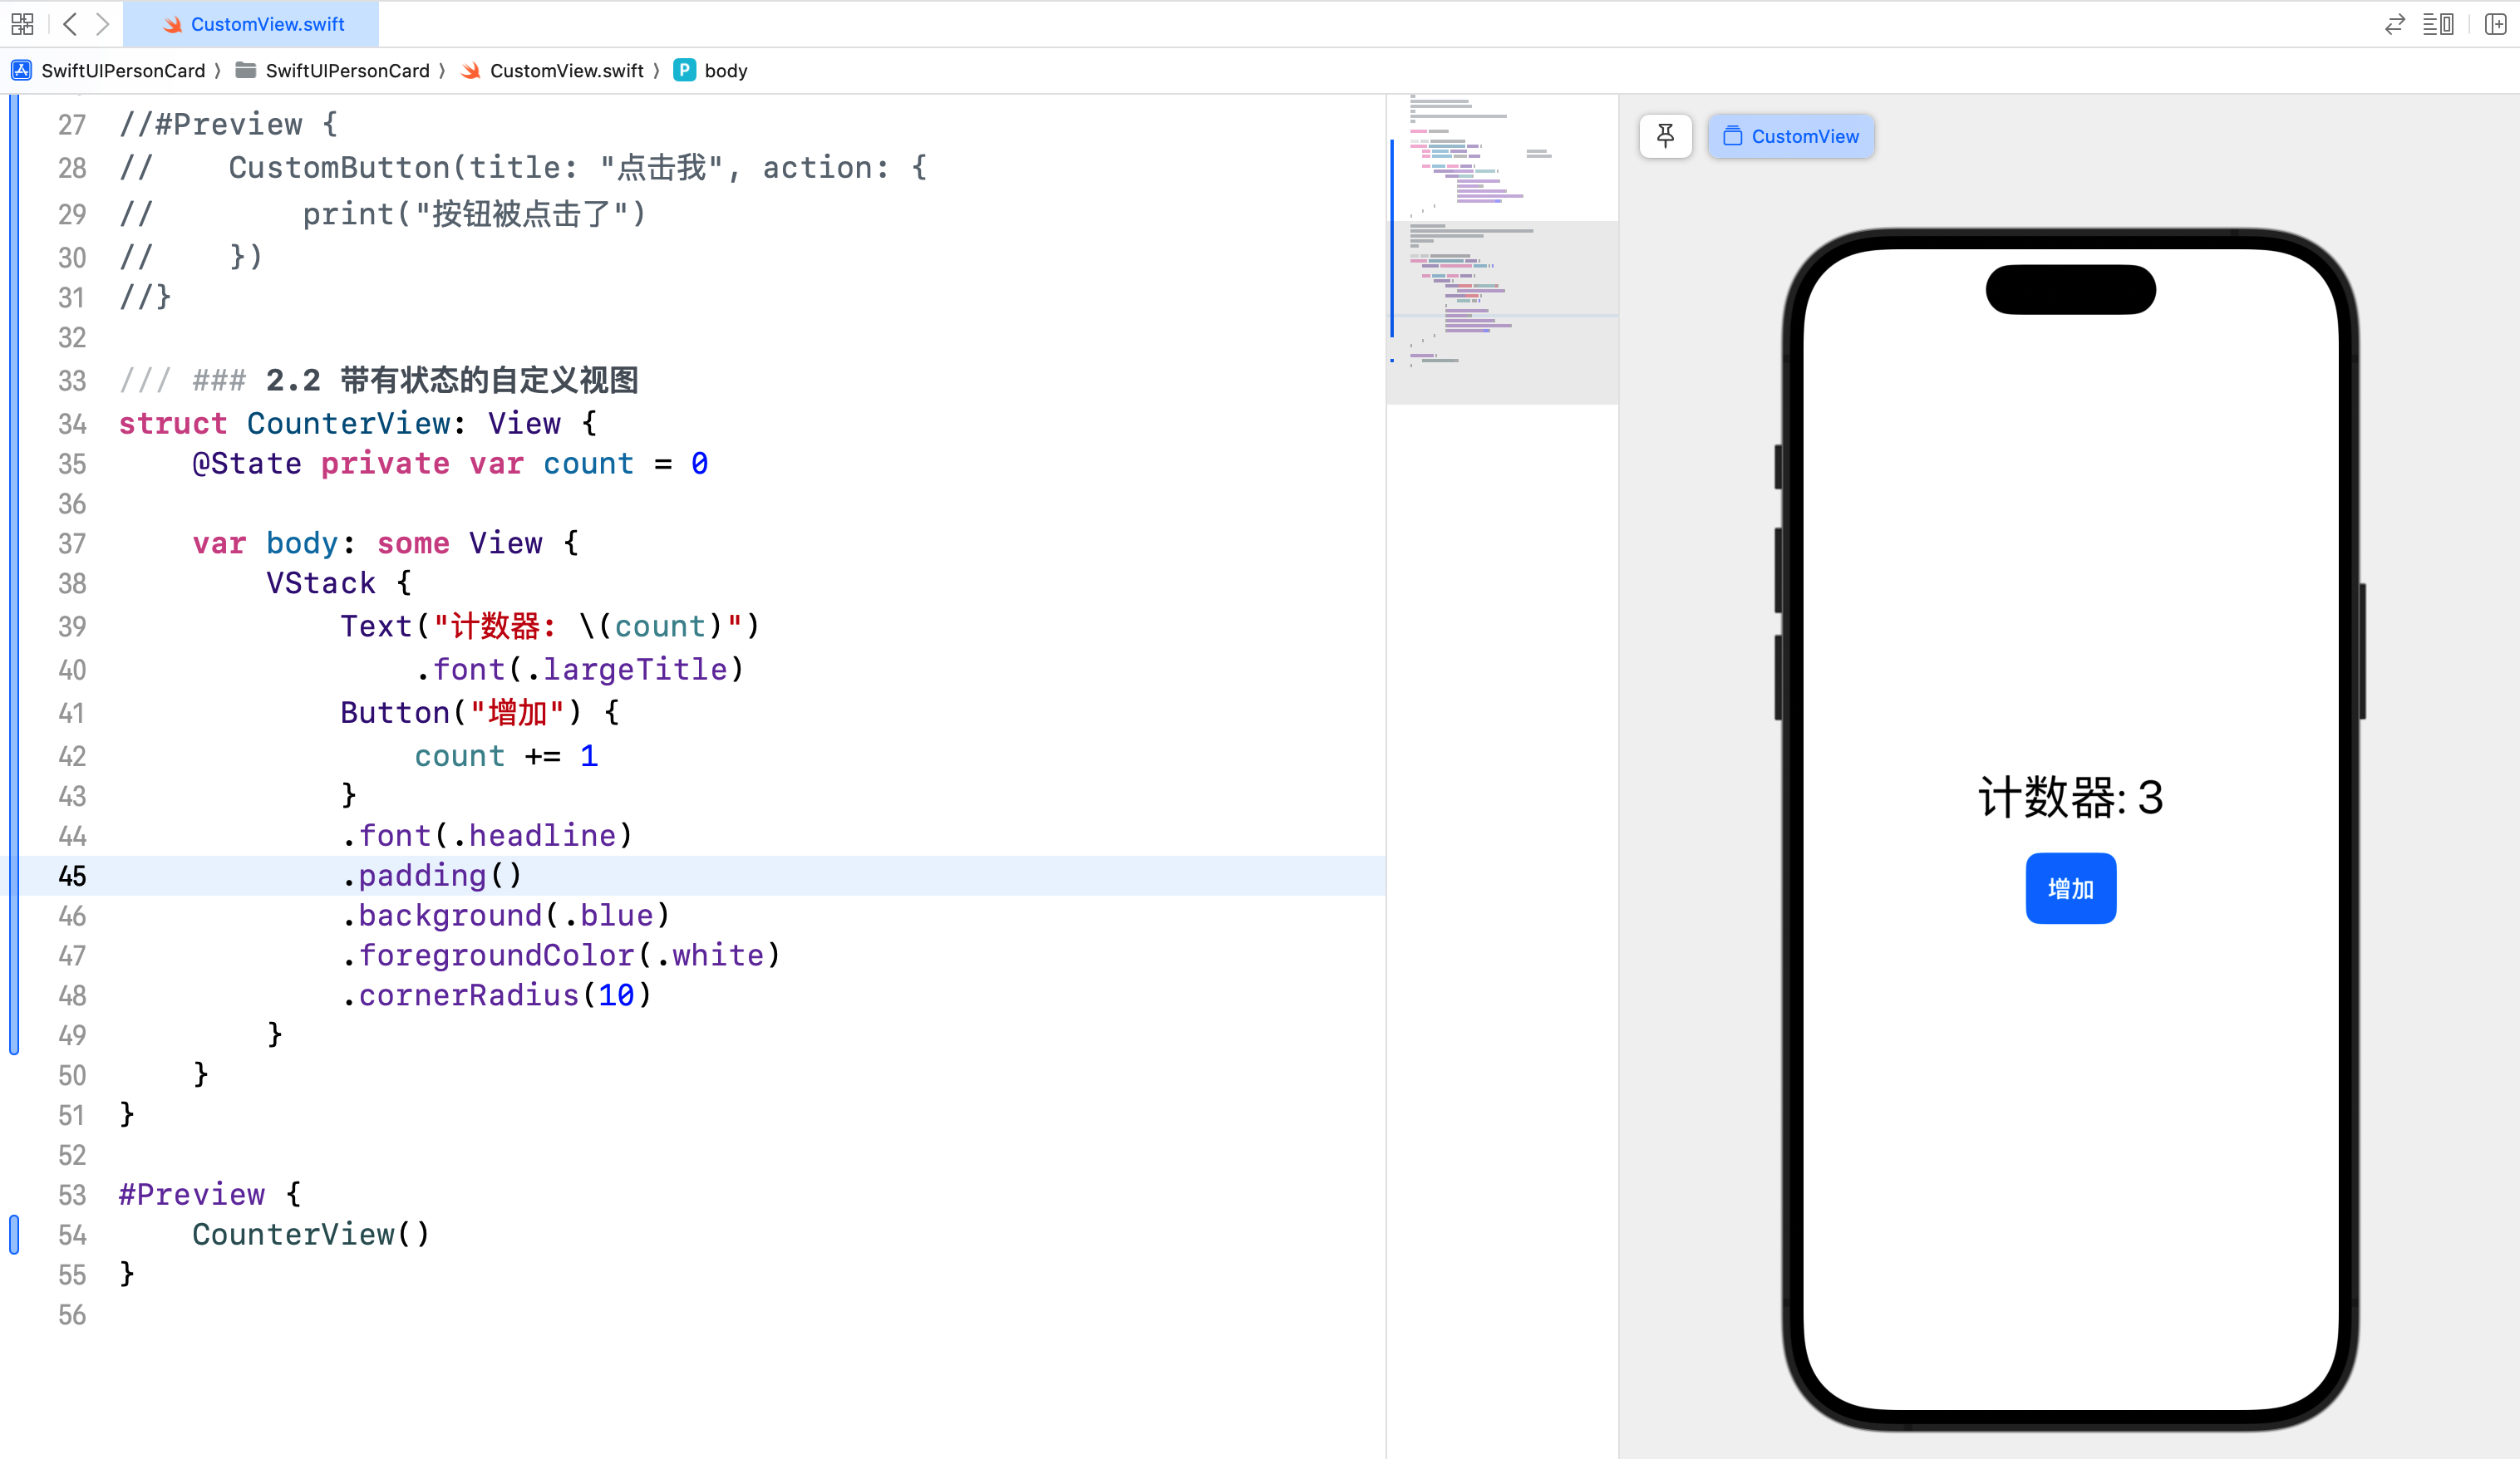 CustomView.swift
SwiftUIPersonCard 〉 SwiftUIPersonCard 〉 CustomView.swift 〉 P body
27 //#Preview {
28 //    CustomButton(title: "点击我", action: {
29 //        print("按钮被点击了")
30 //    })
31 //}
32
33 /// ### 2.2 带有状态的自定义视图
34 struct CounterView: View {
35     @State private var count = 0
36
37     var body: some View {
38         VStack {
39             Text("计数器: \(count)")
40                 .font(.largeTitle)
41             Button("增加") {
42                 count += 1
43             }
44             .font(.headline)
45             .padding()
46             .background(.blue)
47             .foregroundColor(.white)
48             .cornerRadius(10)
49         }
50     }
51 }
52
53 #Preview {
54     CounterView()
55 }
56
CustomView
计数器: 3
增加